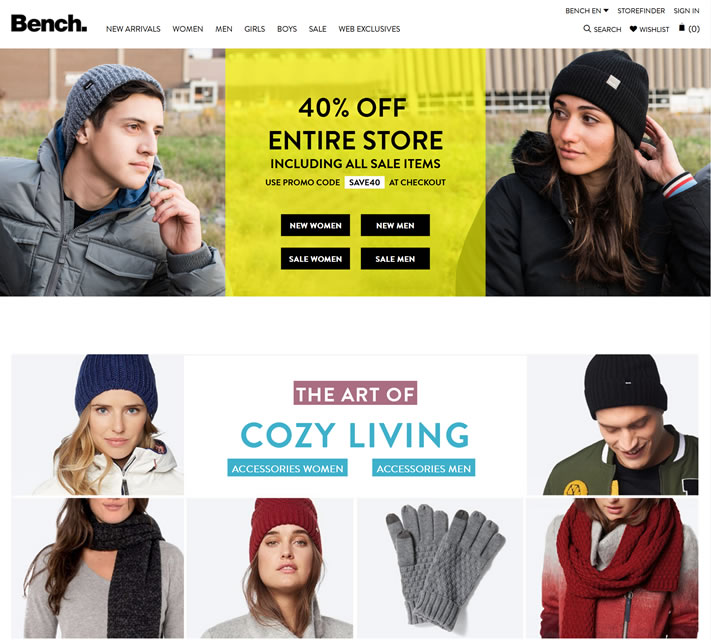 BENCH EN STOREFINDER SIGN IN
Bench.
NEW ARRIVALS WOMEN MEN GIRLS BOYS SALE WEB EXCLUSIVES
SEARCH WISHLIST (0)
40% OFF
ENTIRE STORE
INCLUDING ALL SALE ITEMS
USE PROMO CODE SAVE40 AT CHECKOUT
NEW WOMEN NEW MEN
SALE WOMEN SALE MEN
THE ART OF
COZY LIVING
ACCESSORIES WOMEN ACCESSORIES MEN